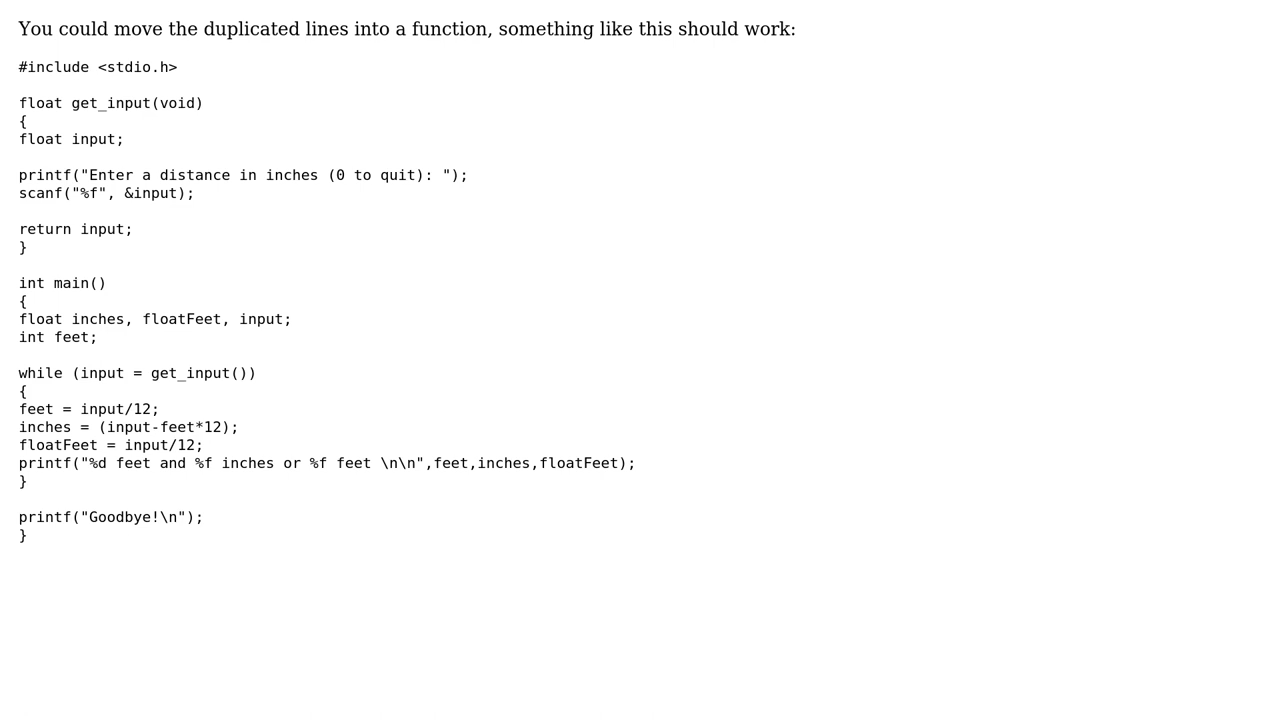 You could move the duplicated lines into a function, something like this should work:
#include <stdio.h>
float get_input(void)
{
float input;
printf("Enter a distance in inches (0 to quit): ");
scanf("%f", &input);
return input;
}
int main()
{
float inches, floatFeet, input;
int feet;
while (input = get_input())
{
feet = input/12;
inches = (input-feet*12);
floatFeet = input/12;
printf("%d feet and %f inches or %f feet \n\n",feet,inches,floatFeet);
}
printf("Goodbye!\n");
}